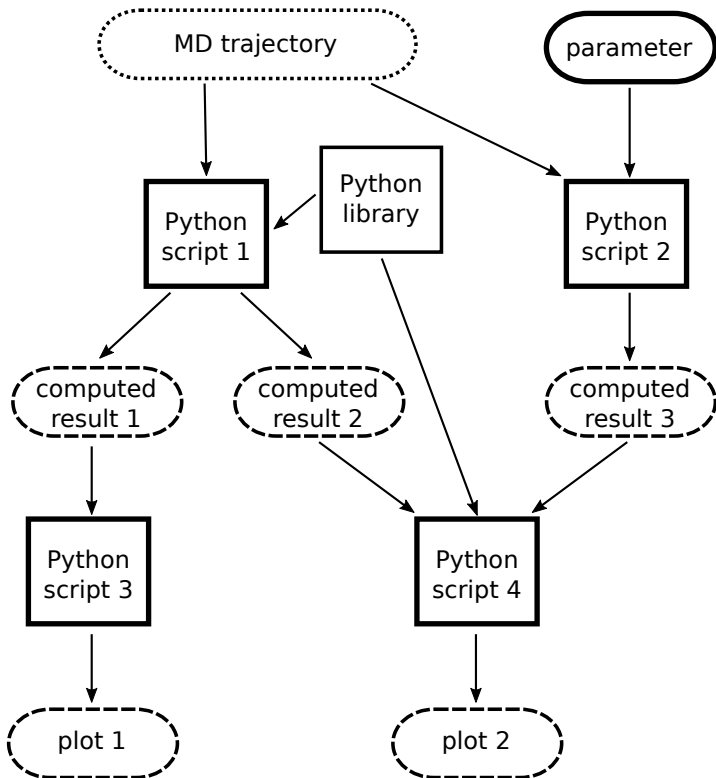 MD trajectory
parameter
Python
script 1
Python
library
Python
script 2
computed
result 1
computed
result 2
computed
result 3
Python
script 3
Python
script 4
plot 1
plot 2